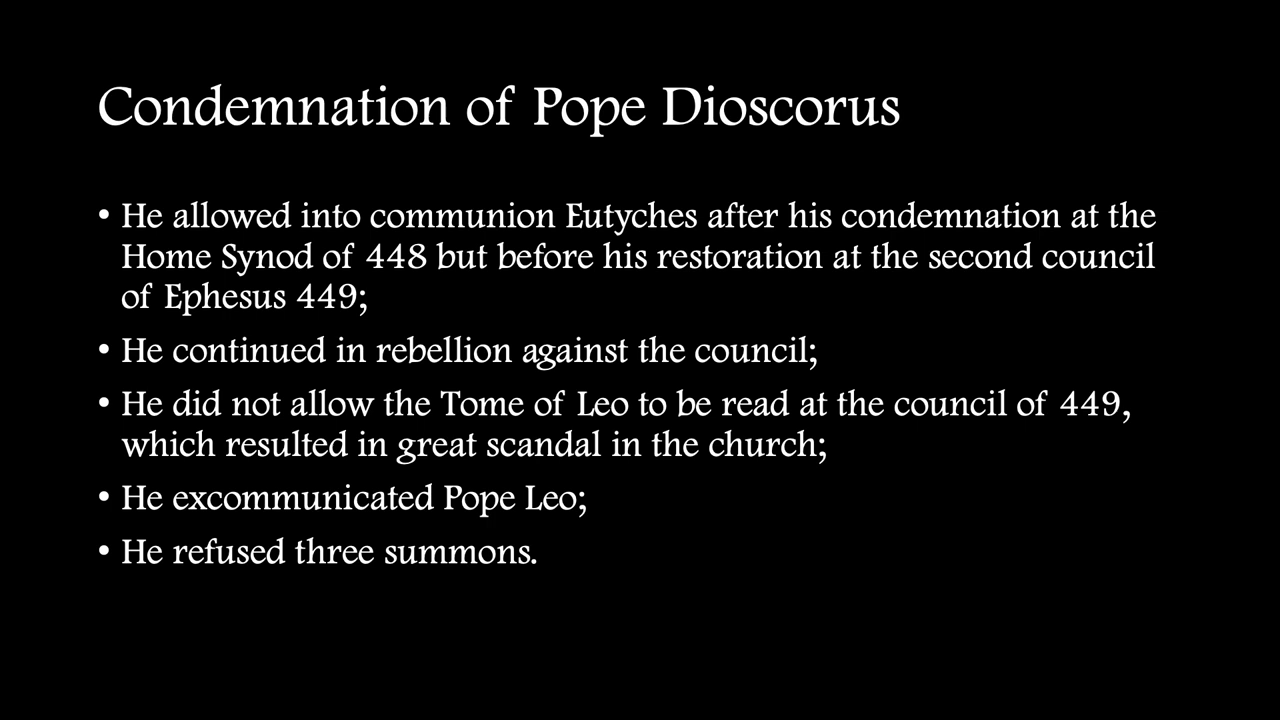 Condemnation of Pope Dioscorus
• He allowed into communion Eutyches after his condemnation at the
Home Synod of 448 but before his restoration at the second council
of Ephesus 449;
• He continued in rebellion against the council;
• He did not allow the Tome of Leo to be read at the council of 449,
which resulted in great scandal in the church;
• He excommunicated Pope Leo;
• He refused three summons.